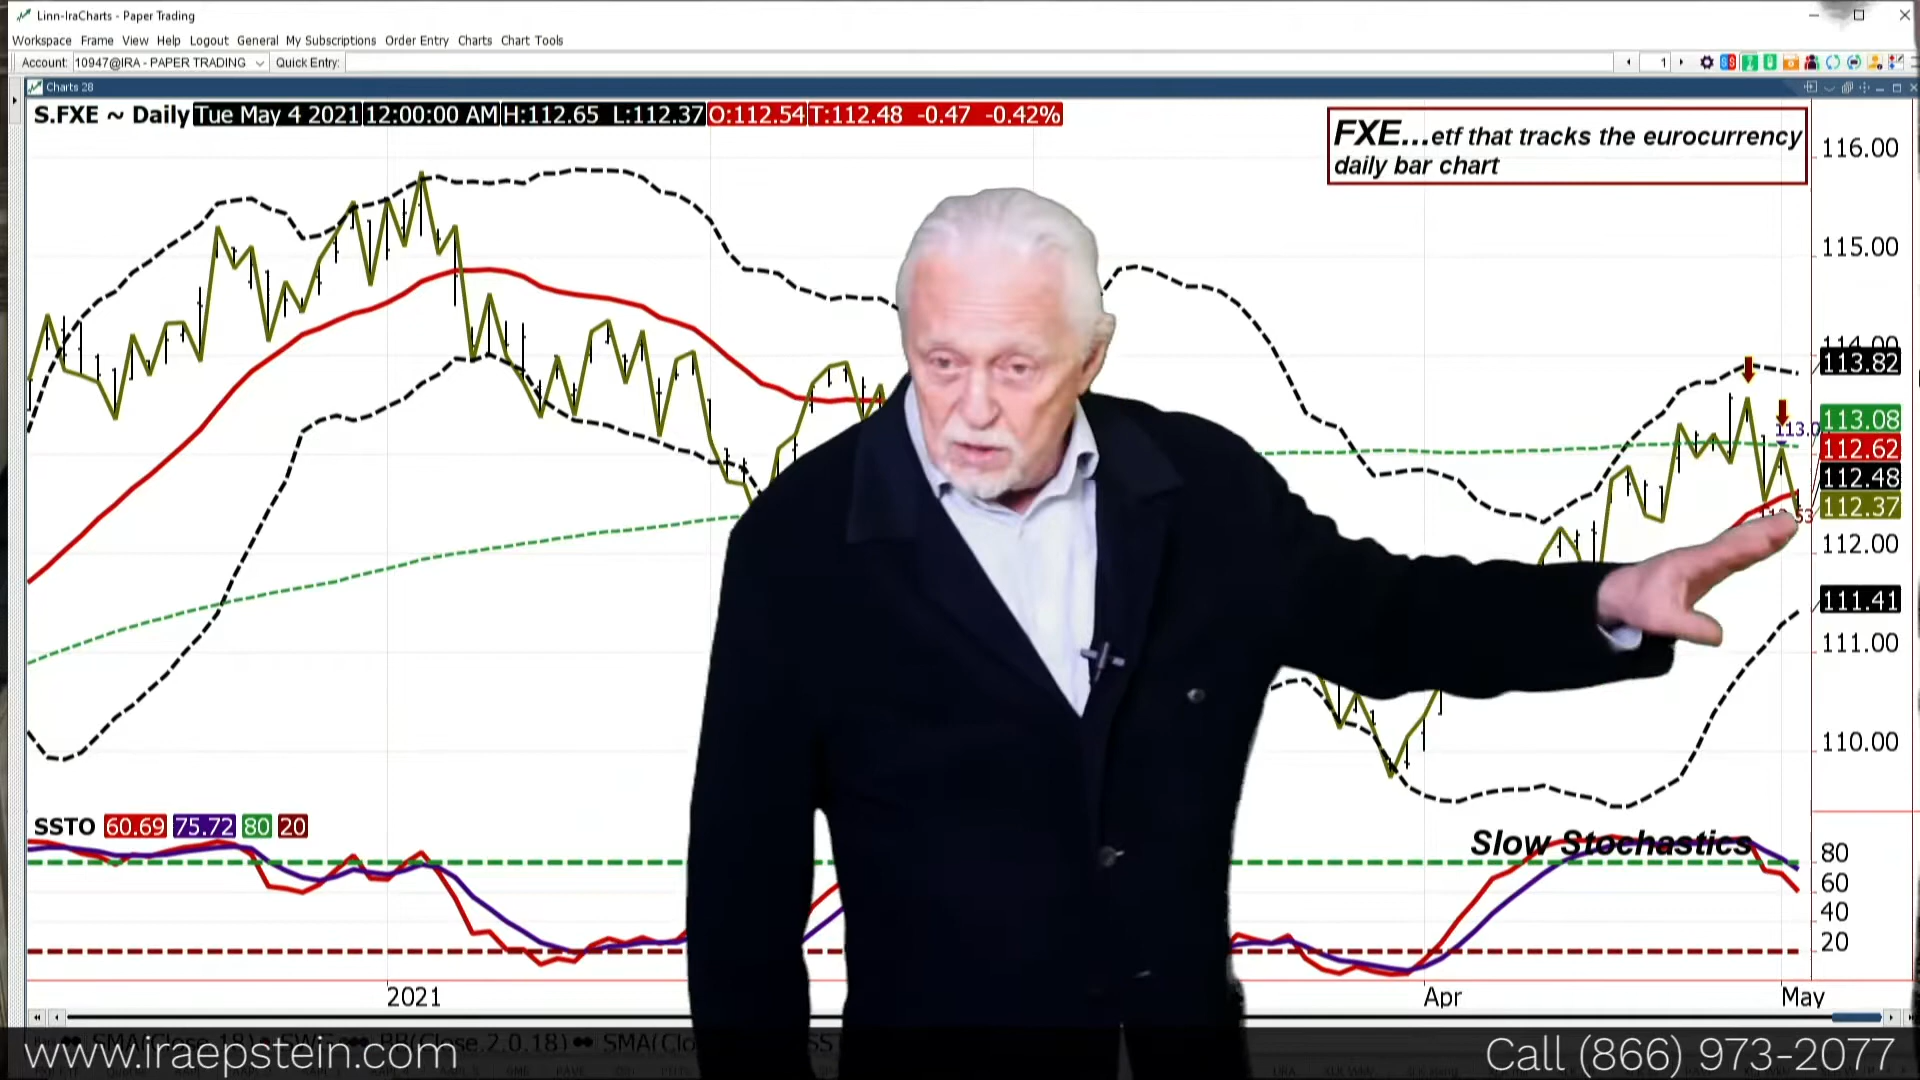 Linn-IraCharts - Paper Trading
Workspace Frame View Help Logout General My Subscriptions Order Entry Charts Chart Tools
Account: 10947@IRA - PAPER TRADING Quick Entry: 1
Charts 28
S.FXE ~ Daily Tue May 4 2021 12:00:00 AM H:112.65 L:112.37 O:112.54 T:112.48 -0.47 -0.42%
FXE...etf that tracks the eurocurrency
daily bar chart
116.00
115.00
114.00
113.82
113.08
112.62
112.48
112.37
112.00
111.41
111.00
110.00
SSTO 60.69 75.72 80 20
Slow Stochastics
80
60
40
20
2021 Apr May
www.iraepstein.com Call (866) 973-2077